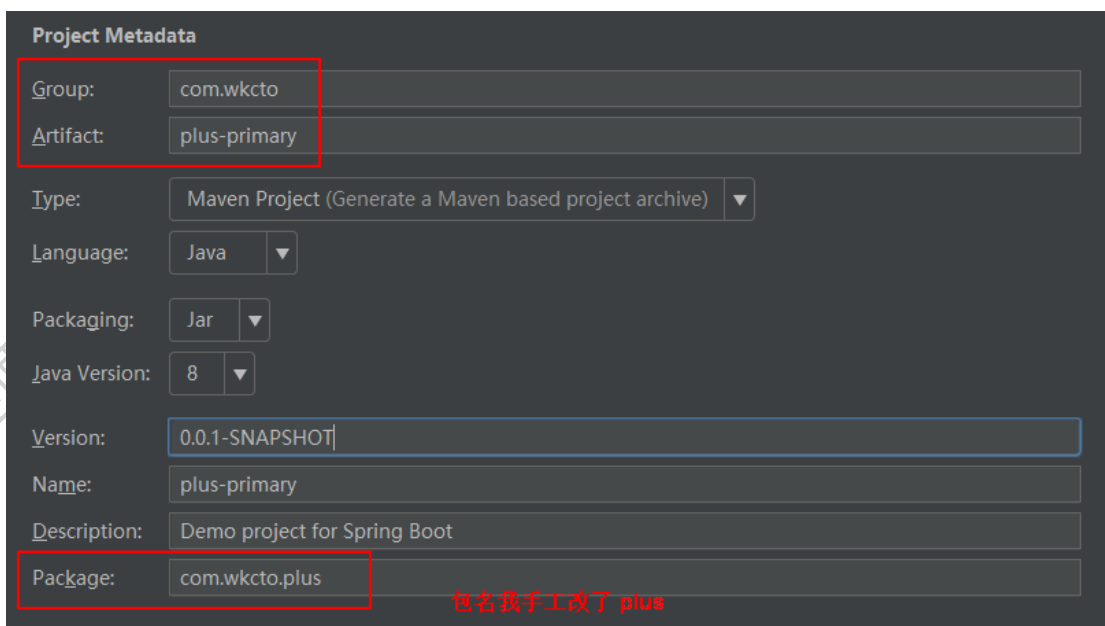 Project Metadata
Group: com.wkcto
Artifact: plus-primary
Type: Maven Project (Generate a Maven based project archive)
Language: Java
Packaging: Jar
Java Version: 8
Version: 0.0.1-SNAPSHOT
Name: plus-primary
Description: Demo project for Spring Boot
Package: com.wkcto.plus
包名我手工改了 plus